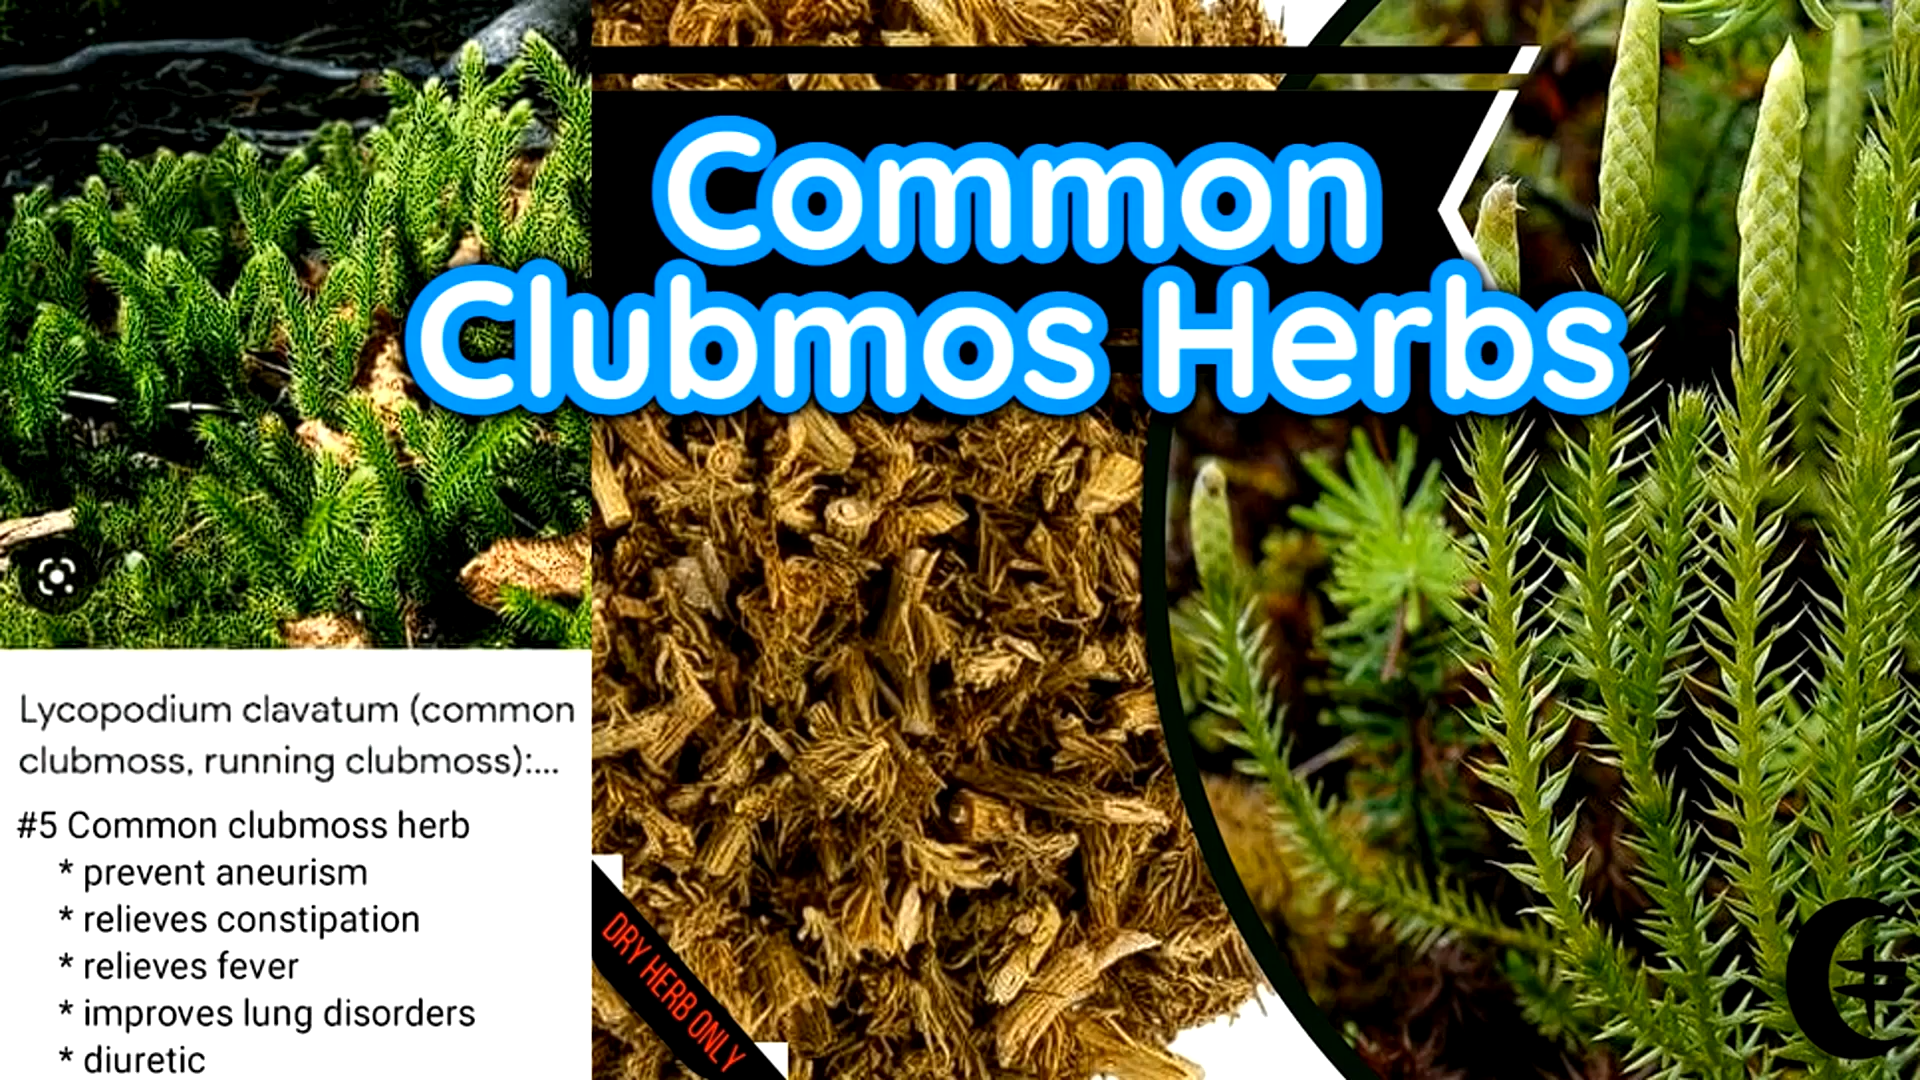 Common
Clubmos Herbs
Lycopodium clavatum (common
clubmoss, running clubmoss):...
#5 Common clubmoss herb
* prevent aneurism
* relieves constipation
* relieves fever
* improves lung disorders
* diuretic
DRY HERB ONLY